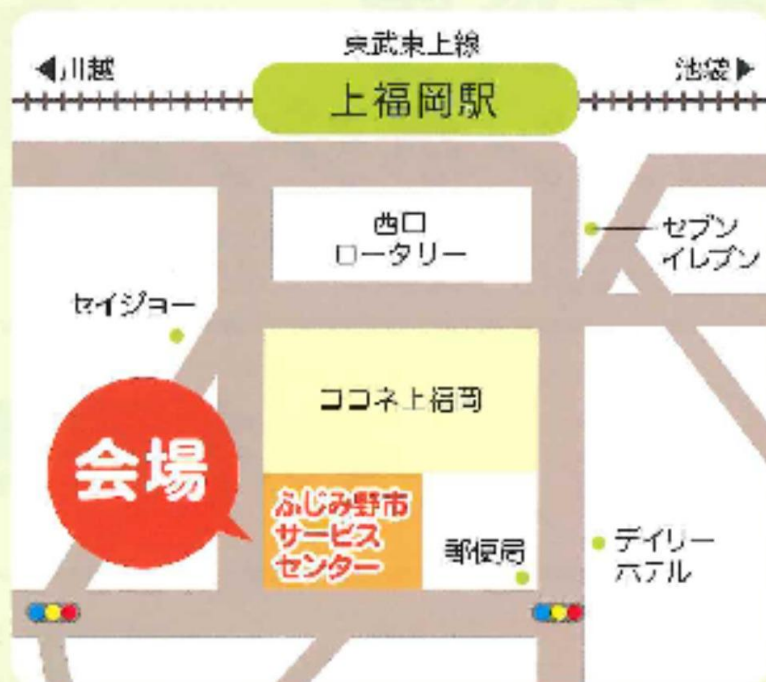 東武東上線
◀川越
上福岡駅
池袋▶
西口
ロータリー
セブン
イレブン
セイジョー
ココネ上福岡
会場
ふじみ野市
サービス
センター
郵便局
デイリー
ホテル